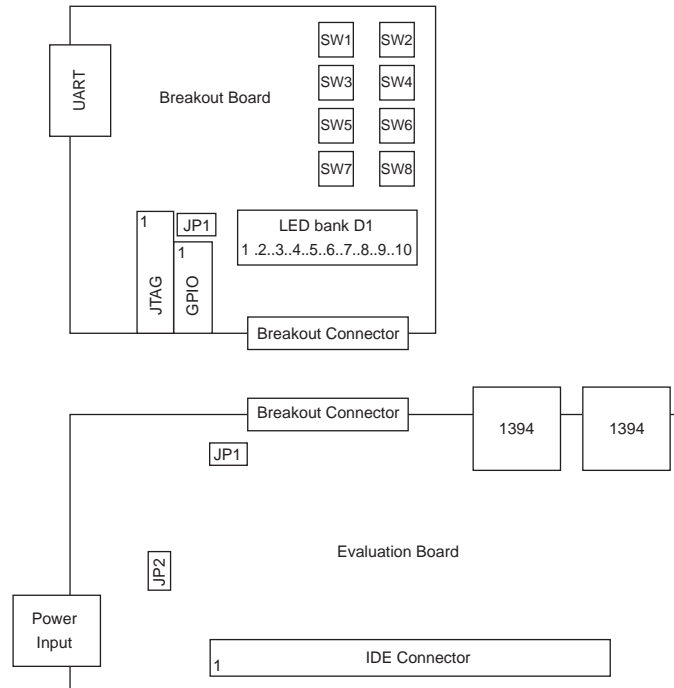 SW1 SW2
UART
Breakout Board
SW3 SW4
SW5 SW6
SW7 SW8
1
JP1
LED bank D1
1 .2..3..4..5..6..7..8..9..10
1
JTAG
GPIO
Breakout Connector
Breakout Connector
1394
1394
JP1
Evaluation Board
JP2
Power
Input
1
IDE Connector